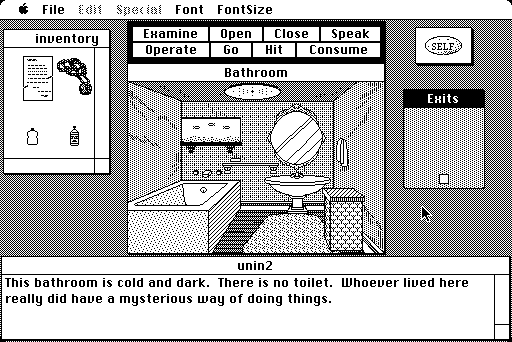 File Edit Special Font FontSize
inventory
Examine Open Close Speak
Operate Go Hit Consume
SELF
Bathroom
Exits
unin2
This bathroom is cold and dark. There is no toilet. Whoever lived here
really did have a mysterious way of doing things.